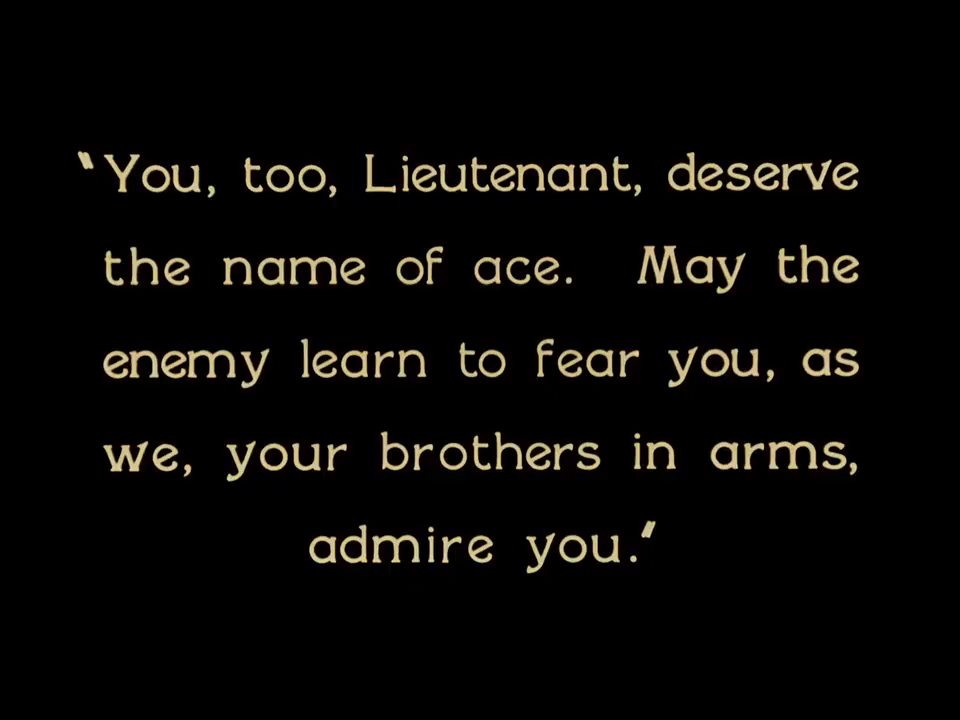 "You, too, Lieutenant, deserve
the name of ace. May the
enemy learn to fear you, as
we, your brothers in arms,
admire you."